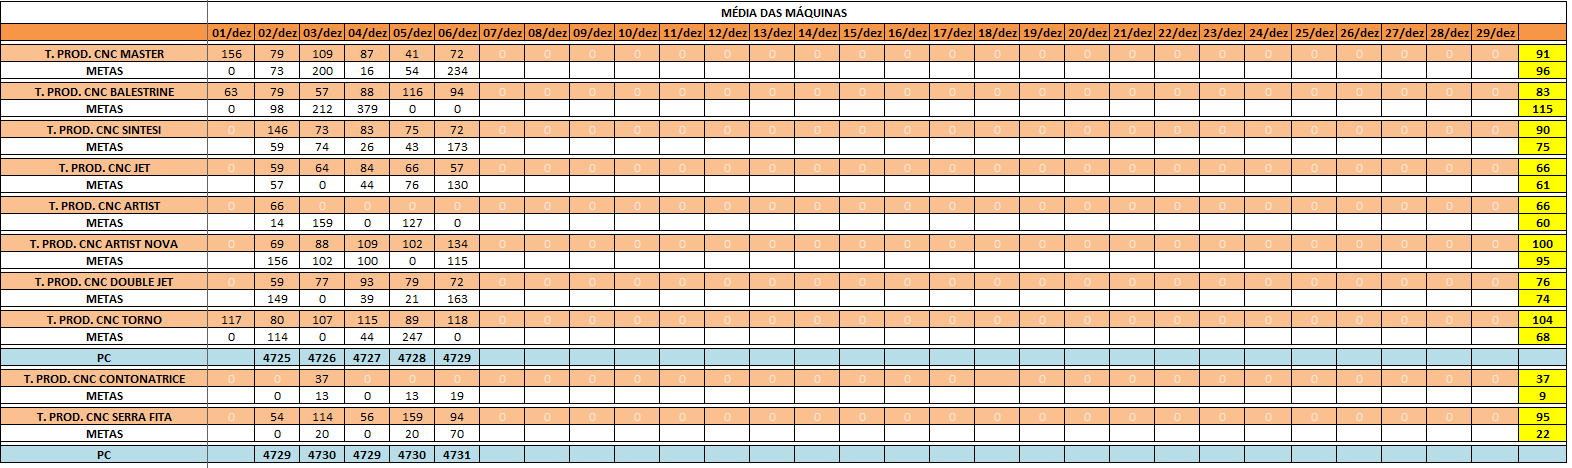 MÉDIA DAS MÁQUINAS
01/dez 02/dez 03/dez 04/dez 05/dez 06/dez 07/dez 08/dez 09/dez 10/dez 11/dez 12/dez 13/dez 14/dez 15/dez 16/dez 17/dez 18/dez 19/dez 20/dez 21/dez 22/dez 23/dez 24/dez 25/dez 26/dez 27/dez 28/dez 29/dez
T. PROD. CNC MASTER 156 79 109 87 41 72 0 0 0 0 0 0 0 0 0 0 0 0 0 0 0 0 0 0 0 0 0 0 0 91
METAS 0 73 200 16 54 234 96
T. PROD. CNC BALESTRINE 63 79 57 88 116 94 0 0 0 0 0 0 0 0 0 0 0 0 0 0 0 0 0 0 0 0 0 0 0 83
METAS 0 98 212 379 0 0 115
T. PROD. CNC SINTESI 0 146 73 83 75 72 0 0 0 0 0 0 0 0 0 0 0 0 0 0 0 0 0 0 0 0 0 0 0 90
METAS 59 74 26 43 173 75
T. PROD. CNC JET 0 59 64 84 66 57 0 0 0 0 0 0 0 0 0 0 0 0 0 0 0 0 0 0 0 0 0 0 0 66
METAS 57 0 44 76 130 61
T. PROD. CNC ARTIST 0 66 0 0 0 0 0 0 0 0 0 0 0 0 0 0 0 0 0 0 0 0 0 0 0 0 0 0 0 66
METAS 14 159 0 127 0 60
T. PROD. CNC ARTIST NOVA 0 69 88 109 102 134 0 0 0 0 0 0 0 0 0 0 0 0 0 0 0 0 0 0 0 0 0 0 0 100
METAS 156 102 100 0 115 95
T. PROD. CNC DOUBLE JET 0 59 77 93 79 72 0 0 0 0 0 0 0 0 0 0 0 0 0 0 0 0 0 0 0 0 0 0 0 76
METAS 149 0 39 21 163 74
T. PROD. CNC TORNO 117 80 107 115 89 118 0 0 0 0 0 0 0 0 0 0 0 0 0 0 0 0 0 0 0 0 0 0 0 104
METAS 0 114 0 44 247 0 68
PC 4725 4726 4727 4728 4729
T. PROD. CNC CONTONATRICE 0 0 37 0 0 0 0 0 0 0 0 0 0 0 0 0 0 0 0 0 0 0 0 0 0 0 0 0 37
METAS 0 13 0 13 19 9
T. PROD. CNC SERRA FITA 0 54 114 56 159 94 0 0 0 0 0 0 0 0 0 0 0 0 0 0 0 0 0 0 0 0 0 0 0 95
METAS 0 20 0 20 70 22
PC 4729 4730 4729 4730 4731